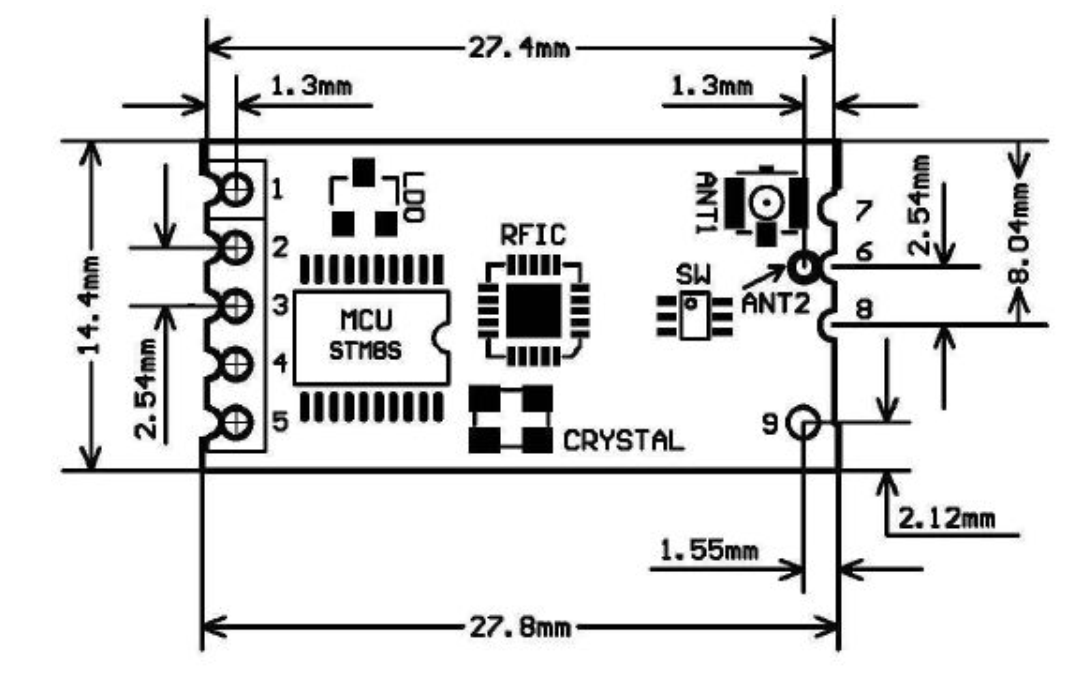 27.4mm
1.3mm
1.3mm
14.4mm
2.54mm
1
2
3
4
5
LDO
MCU
STM8S
RFIC
CRYSTAL
SW
ANT1
ANT2
7
6
8
9
2.54mm
8.04mm
2.12mm
1.55mm
27.8mm